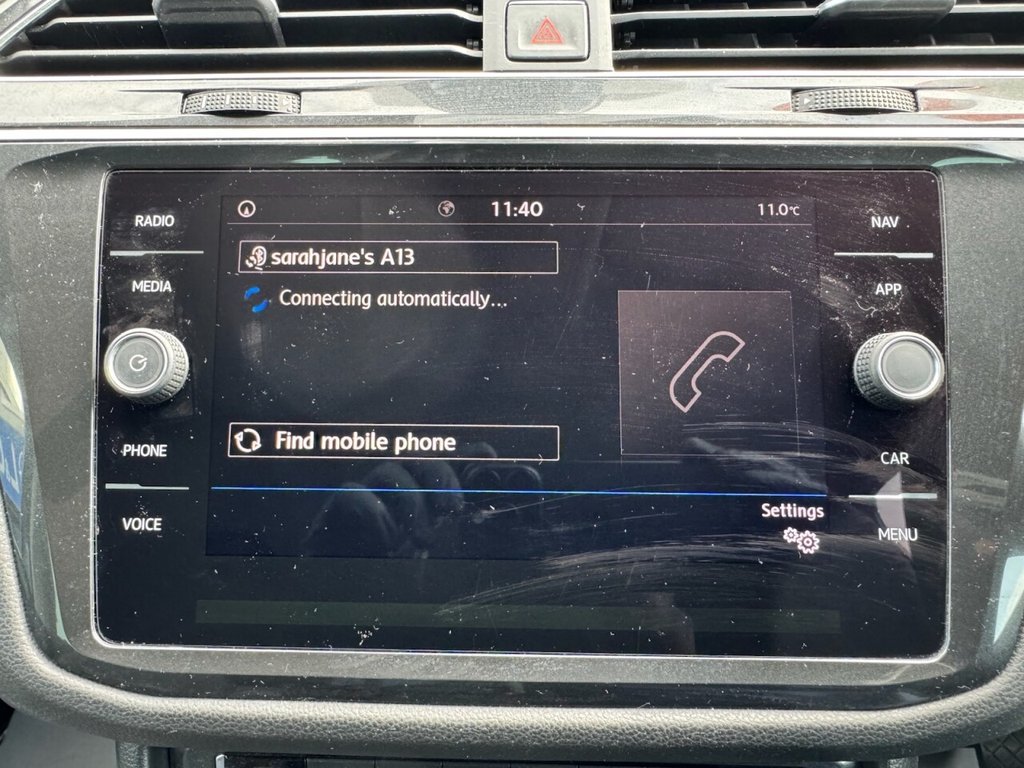 11:40
11.0°C
RADIO
NAV
sarahjane's A13
MEDIA
APP
Connecting automatically...
PHONE
Find mobile phone
CAR
VOICE
Settings
MENU